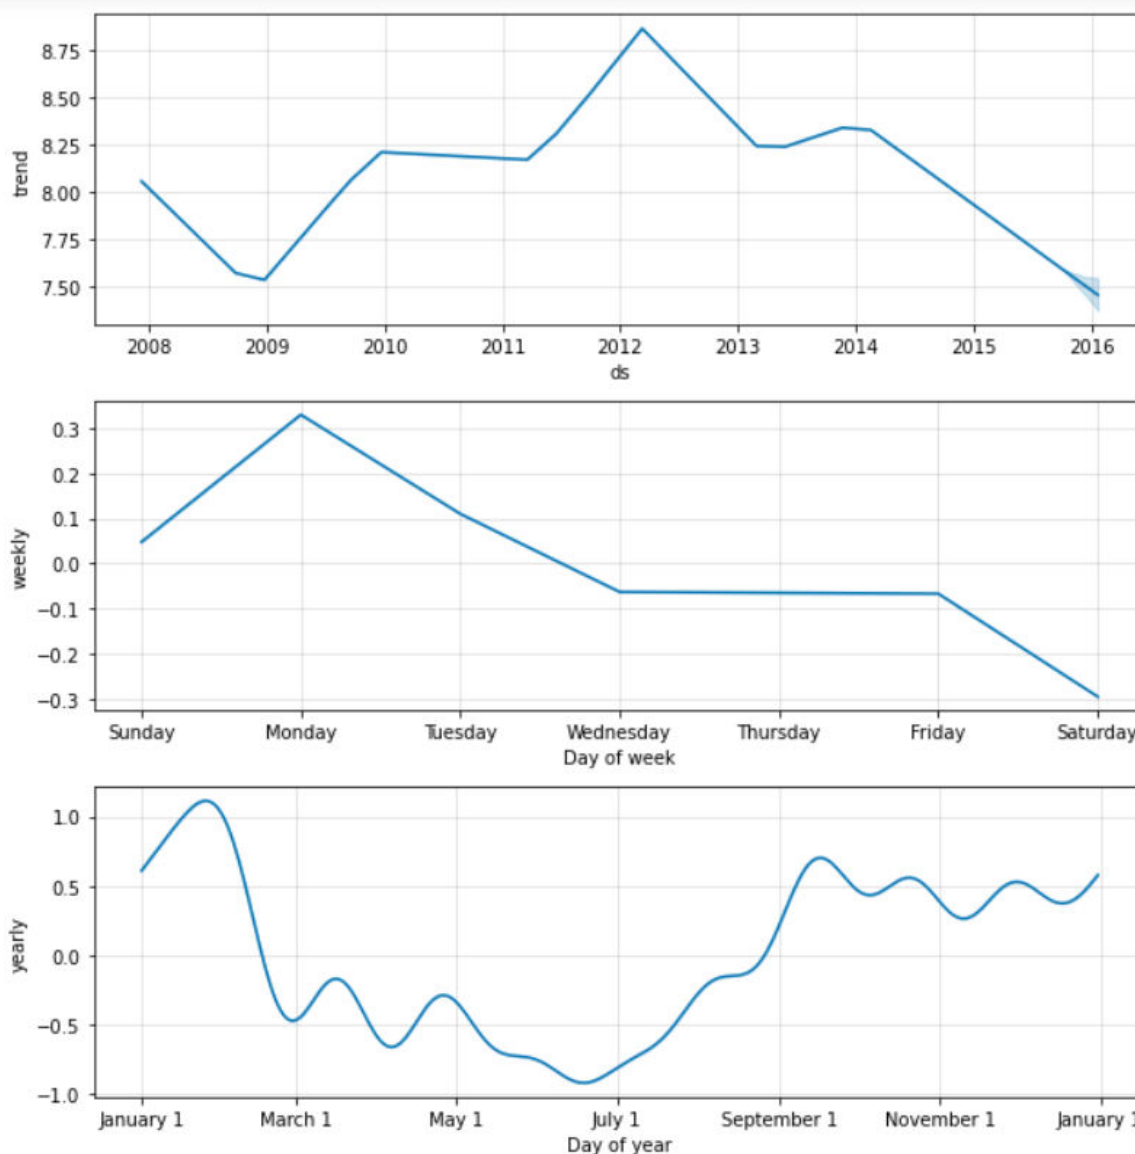 trend
8.75
8.50
8.25
8.00
7.75
7.50
2008 2009 2010 2011 2012 2013 2014 2015 2016
ds
weekly
0.3
0.2
0.1
0.0
−0.1
−0.2
−0.3
Sunday Monday Tuesday Wednesday Thursday Friday Saturday
Day of week
yearly
1.0
0.5
0.0
−0.5
−1.0
January 1 March 1 May 1 July 1 September 1 November 1 January 1
Day of year